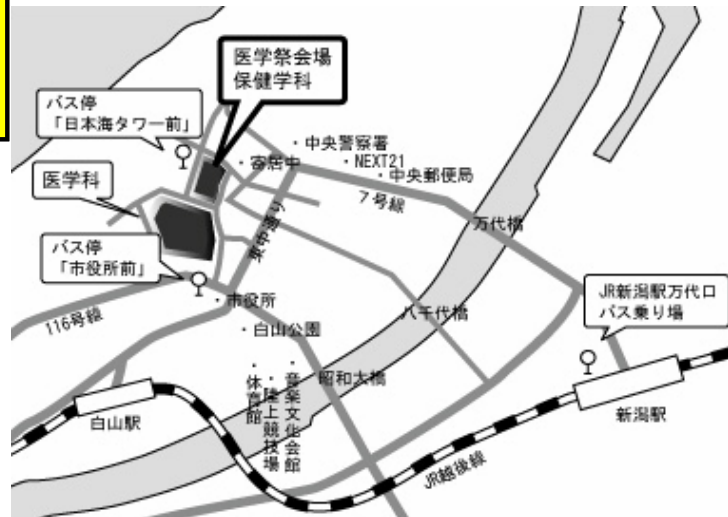 医学祭会場
保健学科
バス停
「日本海タワー前」
・中央警察署
・NEXT21
・寄居中
・中央郵便局
医学科
7号線
東中通り
万代橋
バス停
「市役所前」
JR新潟駅万代口
バス乗り場
・市役所
116号線
八千代橋
・白山公園
昭和大橋
・体育館
・陸上競技場
・音楽文化会館
白山駅
新潟駅
JR越後線